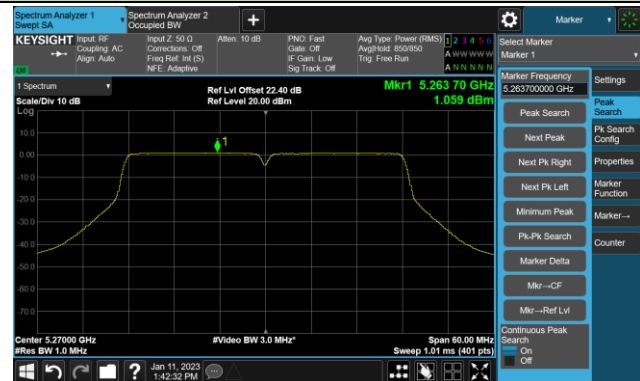 Spectrum Analyzer 1
Swept SA
Spectrum Analyzer 2
Occupied BW
+
Marker
KEYSIGHT
Input: RF
Coupling: AC
Align: Auto
Input Z: 50 Ω
Corrections: Off
Freq Ref: Int (S)
NFE: Adaptive
Atten: 10 dB
PNO: Fast
Gate: Off
IF Gain: Low
Sig Track: Off
Avg Type: Power (RMS)
Avg|Hold: 850/850
Trig: Free Run
1 2 3 4 5 6
A W W W W W
A N N N N N
Select Marker
Marker 1
1 Spectrum
Scale/Div 10 dB
Log
Ref Lvl Offset 22.40 dB
Ref Level 20.00 dBm
Mkr1 5.263 70 GHz
1.059 dBm
10.0
0.00
-10.0
-20.0
-30.0
-40.0
-50.0
-60.0
-70.0
1
Center 5.27000 GHz
#Res BW 1.0 MHz
#Video BW 3.0 MHz*
Span 60.00 MHz
Sweep 1.01 ms (401 pts)
Marker Frequency
5.263700000 GHz
Peak Search
Next Peak
Next Pk Right
Next Pk Left
Minimum Peak
Pk-Pk Search
Marker Delta
Mkr→CF
Mkr→Ref Lvl
Continuous Peak
Search
On
Off
Settings
Peak
Search
Pk Search
Config
Properties
Marker
Function
Marker→
Counter
?
Jan 11, 2023
1:42:32 PM